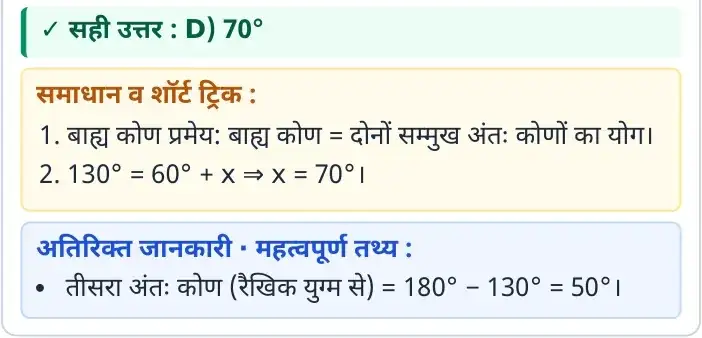 ✓ सही उत्तर : D) 70°
समाधान व शॉर्ट ट्रिक :
1. बाह्य कोण प्रमेय: बाह्य कोण = दोनों सम्मुख अंतः कोणों का योग।
2. 130° = 60° + x ⇒ x = 70°।
अतिरिक्त जानकारी · महत्वपूर्ण तथ्य :
• तीसरा अंतः कोण (रैखिक युग्म से) = 180° − 130° = 50°।